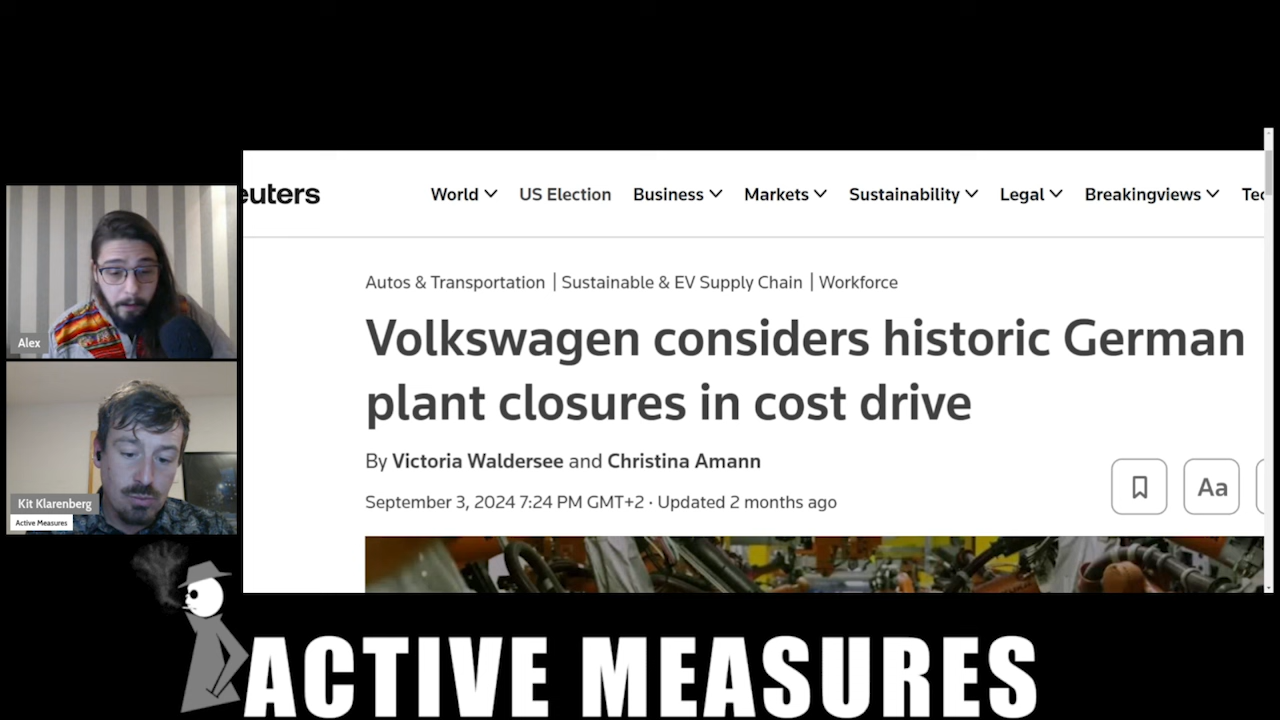 euters
World
US Election
Business
Markets
Sustainability
Legal
Breakingviews
Tec
Autos & Transportation | Sustainable & EV Supply Chain | Workforce
Volkswagen considers historic German
plant closures in cost drive
By Victoria Waldersee and Christina Amann
September 3, 2024 7:24 PM GMT+2 · Updated 2 months ago
Aa
Alex
Kit Klarenberg
Active Measures
ACTIVE MEASURES